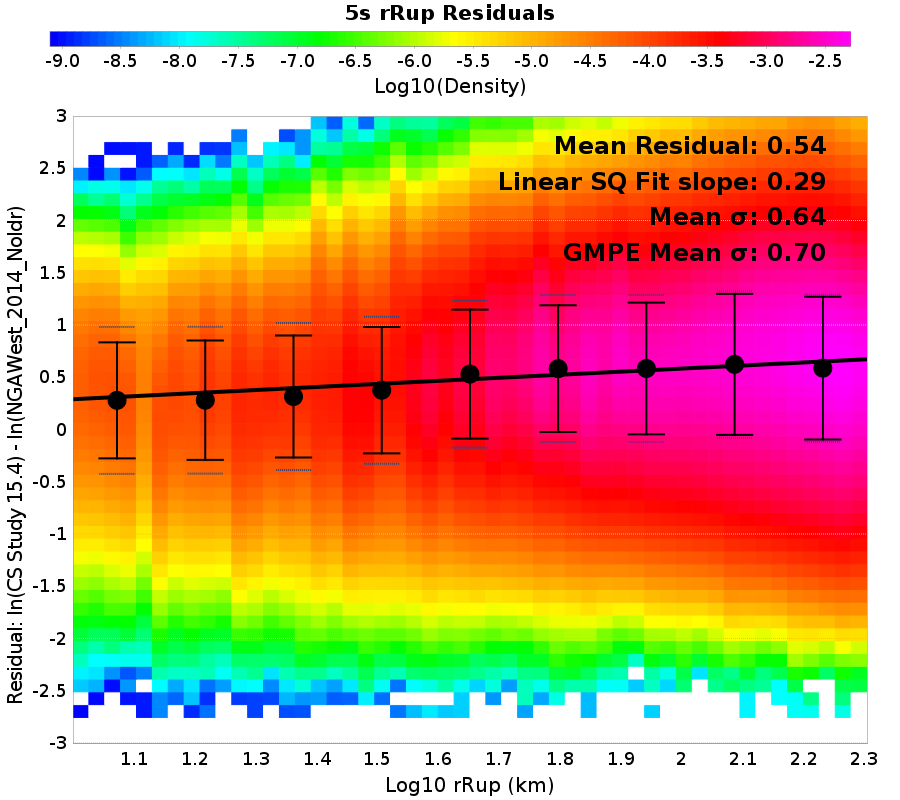 5s rRup Residuals
-9.0 -8.5 -8.0 -7.5 -7.0 -6.5 -6.0 -5.5 -5.0 -4.5 -4.0 -3.5 -3.0 -2.5
Log10(Density)
Mean Residual: 0.54
Linear SQ Fit slope: 0.29
Mean σ: 0.64
GMPE Mean σ: 0.70
Residual: ln(CS Study 15.4) - ln(NGAWest_2014_NoIdr)
3
2.5
2
1.5
1
0.5
0
-0.5
-1
-1.5
-2
-2.5
-3
1.1 1.2 1.3 1.4 1.5 1.6 1.7 1.8 1.9 2 2.1 2.2 2.3
Log10 rRup (km)